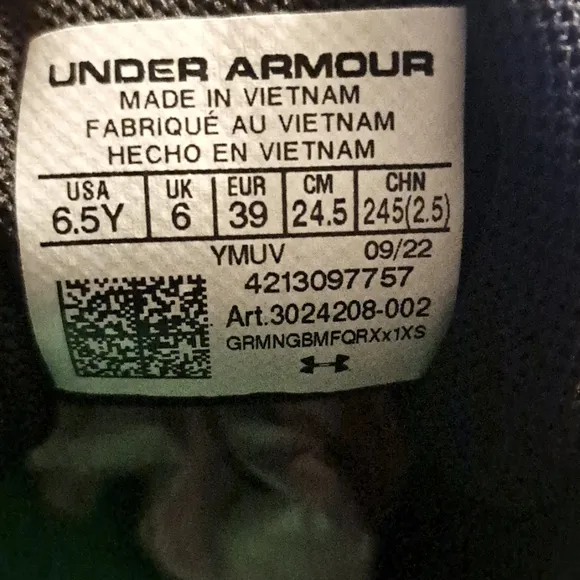 UNDER ARMOUR
MADE IN VIETNAM
FABRIQUÉ AU VIETNAM
HECHO EN VIETNAM
USA UK EUR CM CHN
6.5Y 6 39 24.5 245(2.5)
YMUV 09/22
4213097757
Art.3024208-002
GRMNGBMFQRXx1XS